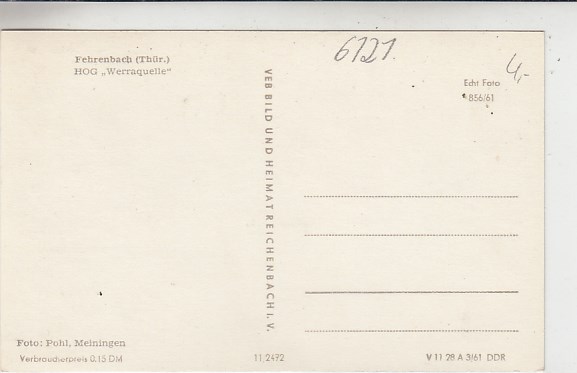 Fehrenbach (Thür.)
HOG „Werraquelle“
6121.
4,-
Echt Foto
B56/61
VEB BILD UND HEIMAT REICHENBACH I. V.
Foto: Pohl, Meiningen
Verbraucherpreis 0.15 DM
11/2472
V 11 28 A 3/61 DDR